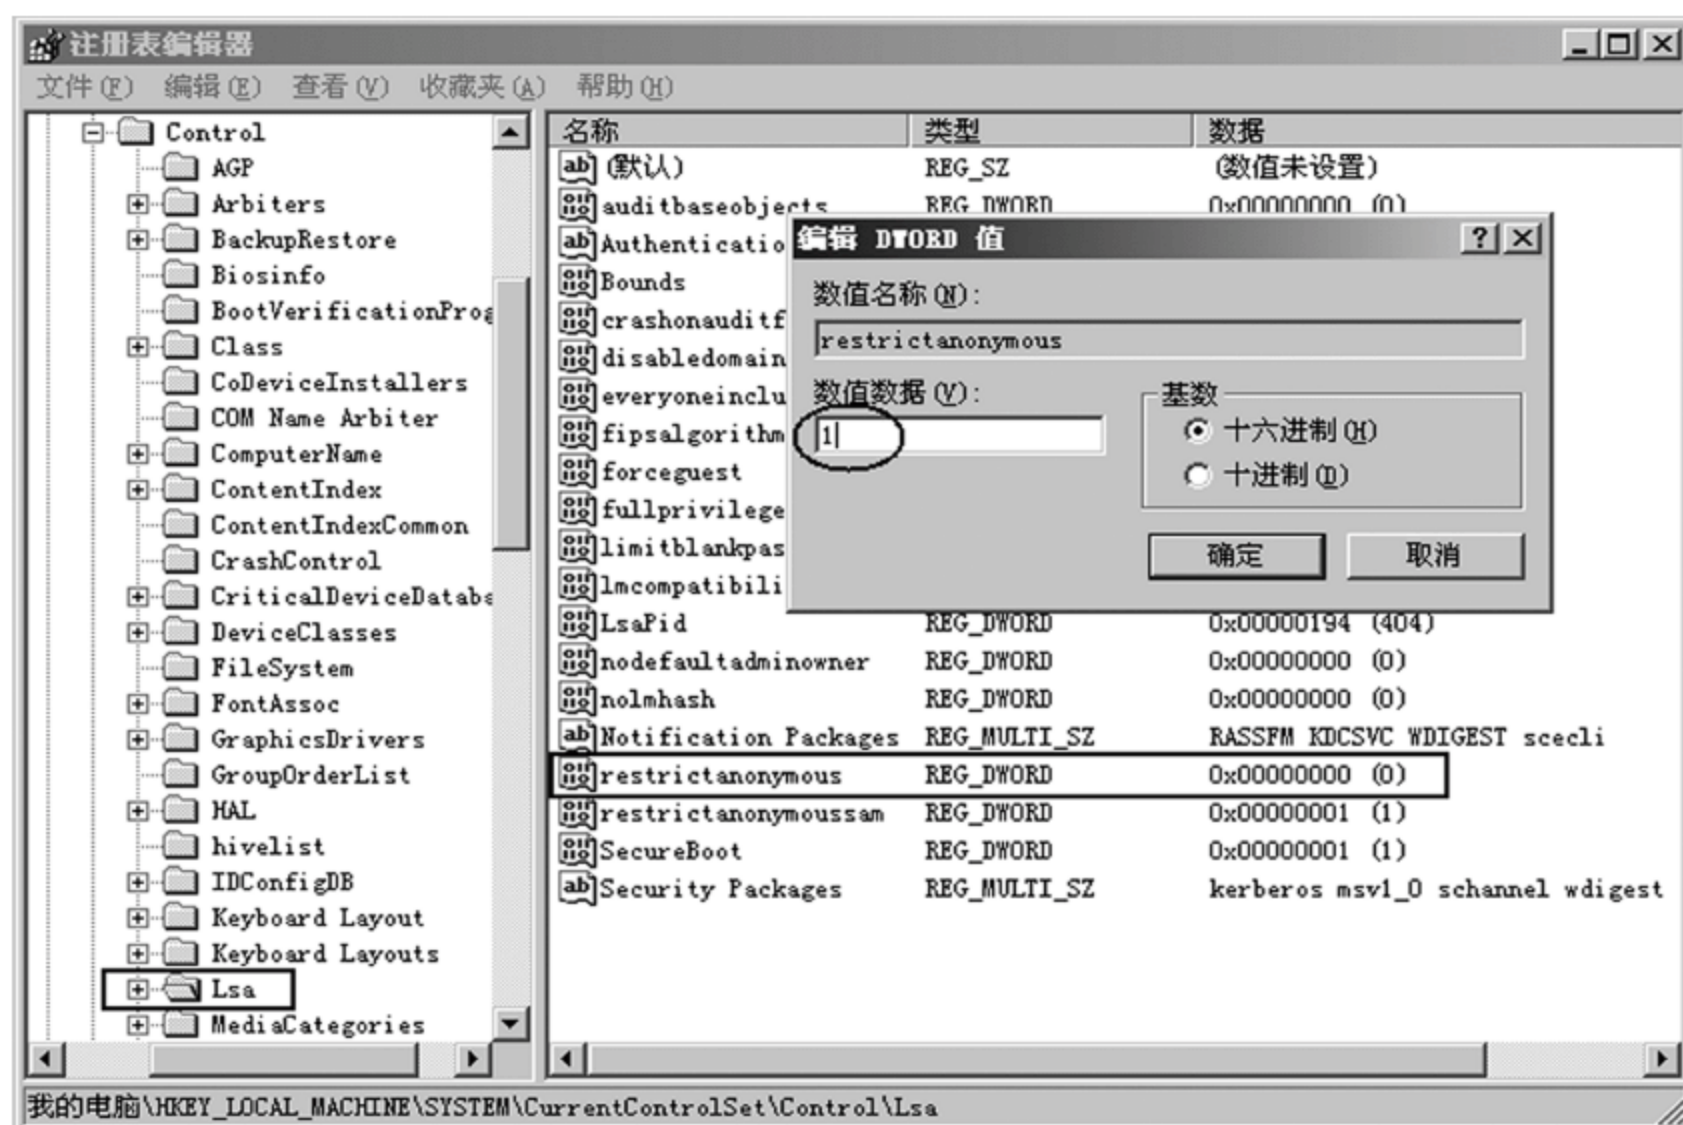 注册表编辑器
文件(F) 编辑(E) 查看(V) 收藏夹(A) 帮助(H)
Control
AGP
Arbiters
BackupRestore
Biosinfo
BootVerificationProg
Class
CoDeviceInstallers
COM Name Arbiter
ComputerName
ContentIndex
ContentIndexCommon
CrashControl
CriticalDeviceDataba
DeviceClasses
FileSystem
FontAssoc
GraphicsDrivers
GroupOrderList
HAL
hivelist
IDConfigDB
Keyboard Layout
Keyboard Layouts
Lsa
MediaCategories
名称 类型 数据
(默认) REG_SZ (数值未设置)
auditbaseobjects REG_DWORD 0x00000000 (0)
Authenticatio
Bounds
crashonauditf
disabledomain
everyoneinclu
fipsalgorithm
forceguest
fullprivilege
limitblankpas
lmcompatibili
LsaPid REG_DWORD 0x00000194 (404)
nodefaultadminowner REG_DWORD 0x00000000 (0)
nolmhash REG_DWORD 0x00000000 (0)
Notification Packages REG_MULTI_SZ RASSFM KDCSVC WDIGEST scecli
restrictanonymous REG_DWORD 0x00000000 (0)
restrictanonymoussam REG_DWORD 0x00000001 (1)
SecureBoot REG_DWORD 0x00000001 (1)
Security Packages REG_MULTI_SZ kerberos msv1_0 schannel wdigest
编辑 DWORD 值
数值名称(N):
restrictanonymous
数值数据(V):
1
基数
十六进制(H)
十进制(D)
确定 取消
我的电脑\HKEY_LOCAL_MACHINE\SYSTEM\CurrentControlSet\Control\Lsa